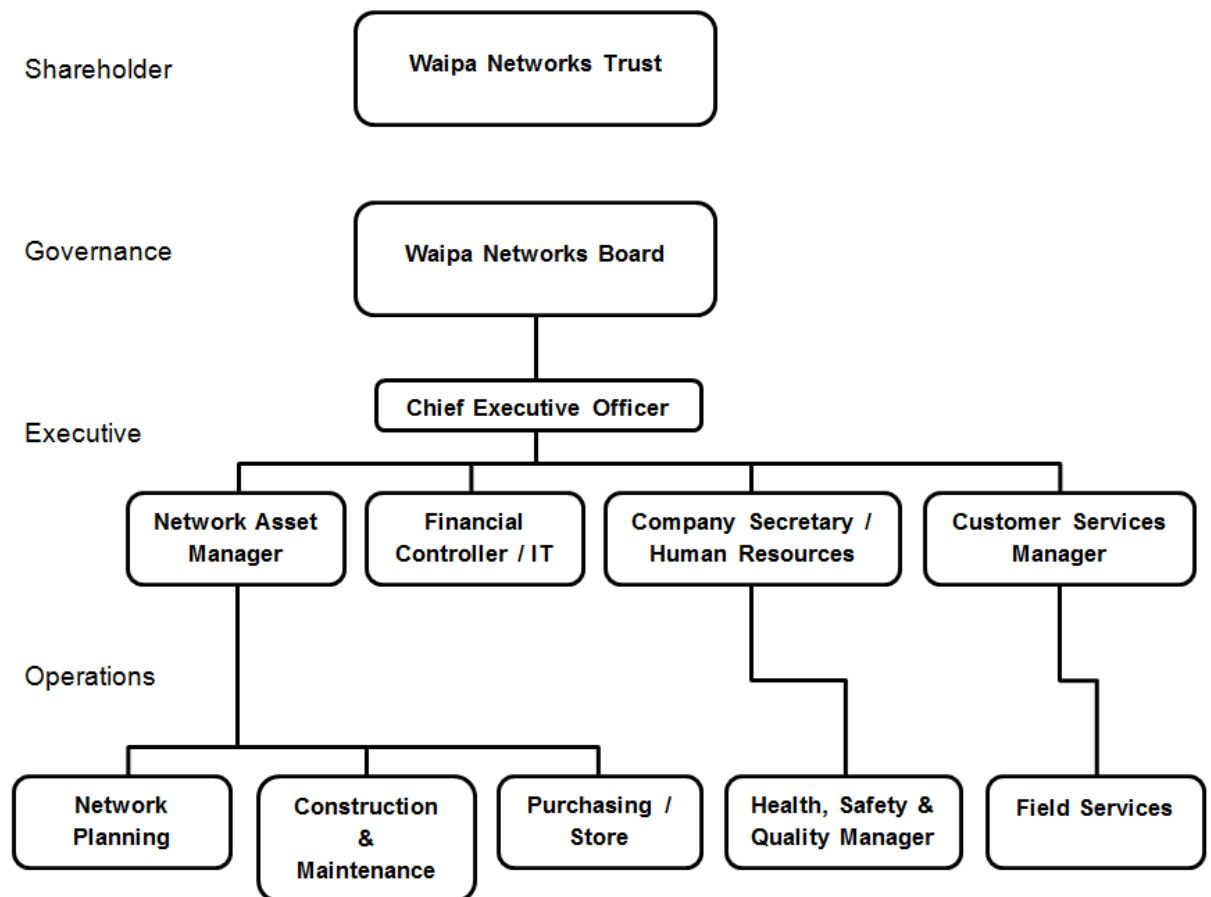 Shareholder
Waipa Networks Trust
Governance
Waipa Networks Board
Chief Executive Officer
Executive
Network Asset
Manager
Financial
Controller / IT
Company Secretary /
Human Resources
Customer Services
Manager
Operations
Network
Planning
Construction
&
Maintenance
Purchasing /
Store
Health, Safety &
Quality Manager
Field Services